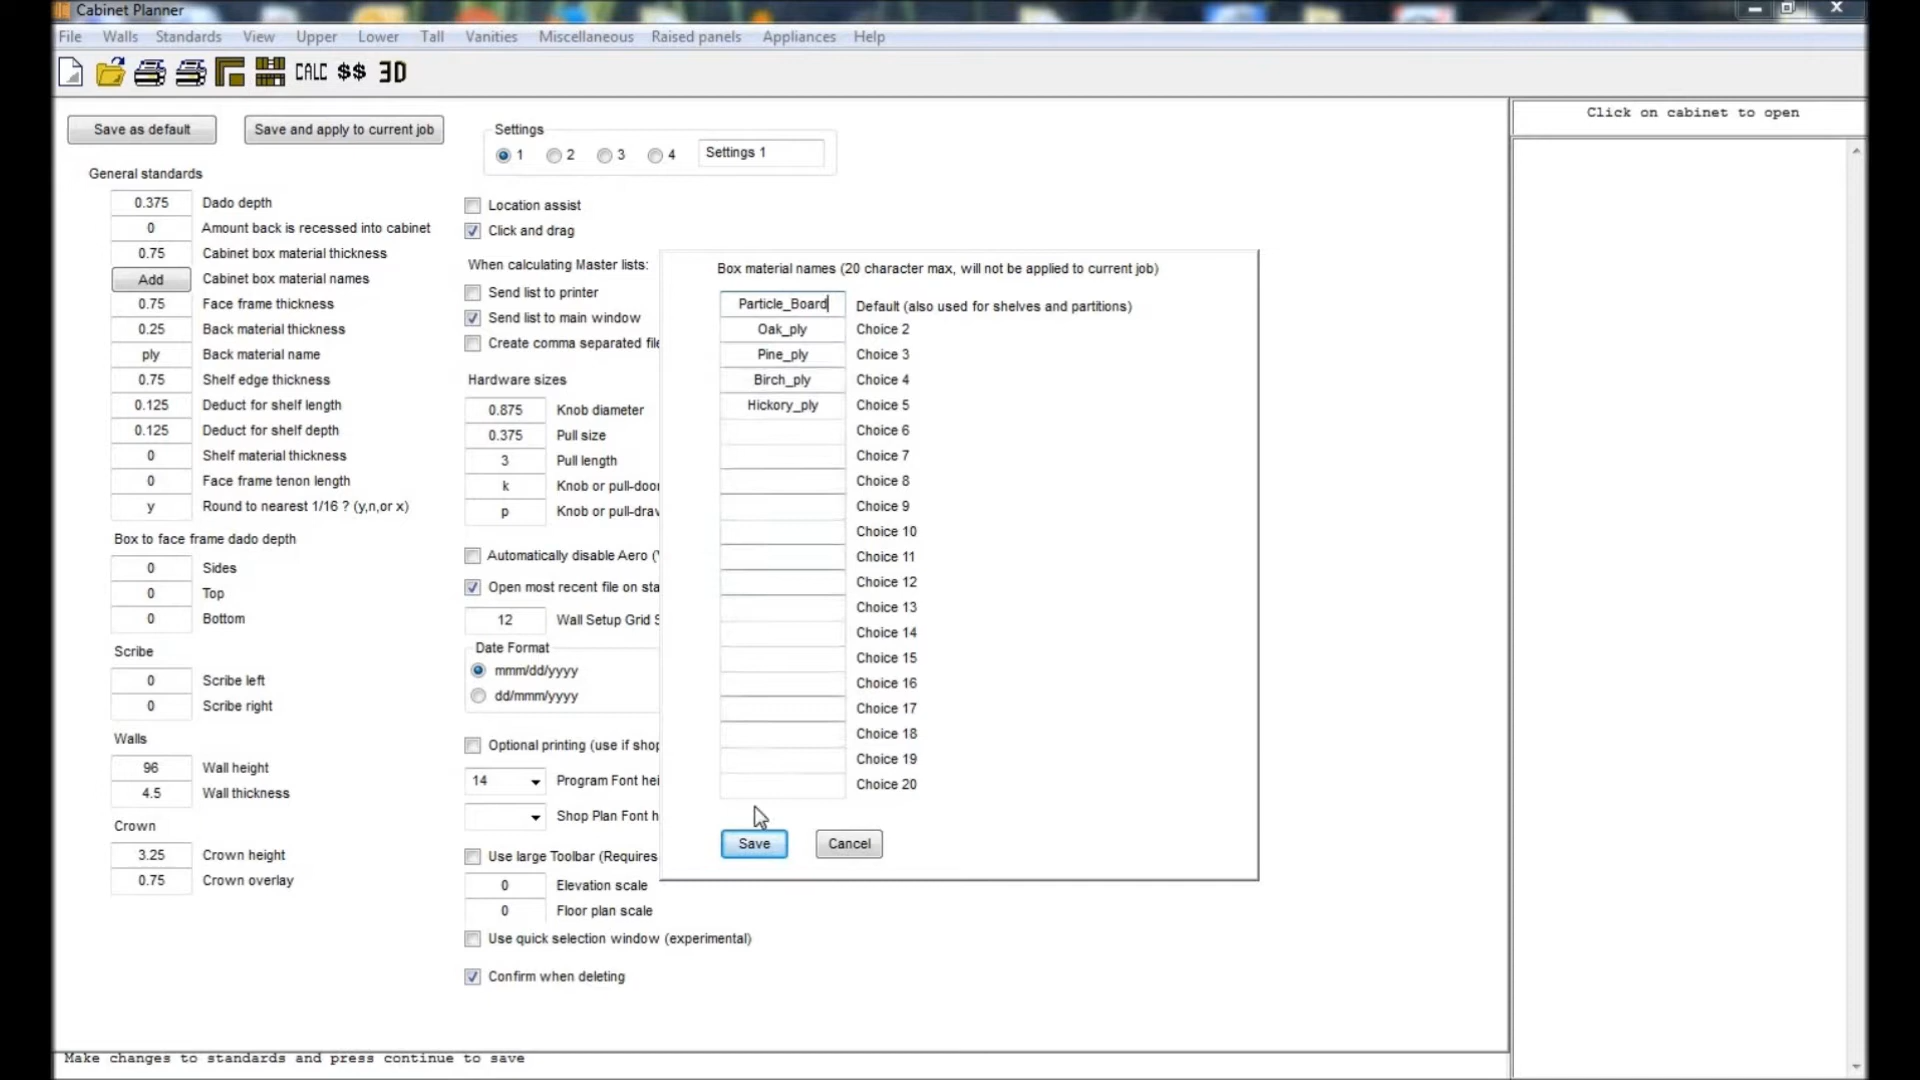 Cabinet Planner
File Walls Standards View Upper Lower Tall Vanities Miscellaneous Raised panels Appliances Help
CALC $$ 3D
Save as default
Save and apply to current job
Settings
1 2 3 4 Settings 1
Click on cabinet to open
General standards
0.375 Dado depth
0 Amount back is recessed into cabinet
0.75 Cabinet box material thickness
Add Cabinet box material names
0.75 Face frame thickness
0.25 Back material thickness
ply Back material name
0.75 Shelf edge thickness
0.125 Deduct for shelf length
0.125 Deduct for shelf depth
0 Shelf material thickness
0 Face frame tenon length
y Round to nearest 1/16 ? (y,n,or x)
Box to face frame dado depth
0 Sides
0 Top
0 Bottom
Scribe
0 Scribe left
0 Scribe right
Walls
96 Wall height
4.5 Wall thickness
Crown
3.25 Crown height
0.75 Crown overlay
Location assist
Click and drag
When calculating Master lists:
Send list to printer
Send list to main window
Create comma separated file
Hardware sizes
0.875 Knob diameter
0.375 Pull size
3 Pull length
k Knob or pull-door
p Knob or pull-drav
Automatically disable Aero (
Open most recent file on sta
12 Wall Setup Grid S
Date Format
mmm/dd/yyyy
dd/mmm/yyyy
Optional printing (use if shop
14 Program Font hei
Shop Plan Font h
Use large Toolbar (Requires
0 Elevation scale
0 Floor plan scale
Use quick selection window (experimental)
Confirm when deleting
Box material names (20 character max, will not be applied to current job)
Particle_Board Default (also used for shelves and partitions)
Oak_ply Choice 2
Pine_ply Choice 3
Birch_ply Choice 4
Hickory_ply Choice 5
Choice 6
Choice 7
Choice 8
Choice 9
Choice 10
Choice 11
Choice 12
Choice 13
Choice 14
Choice 15
Choice 16
Choice 17
Choice 18
Choice 19
Choice 20
Save Cancel
Make changes to standards and press continue to save